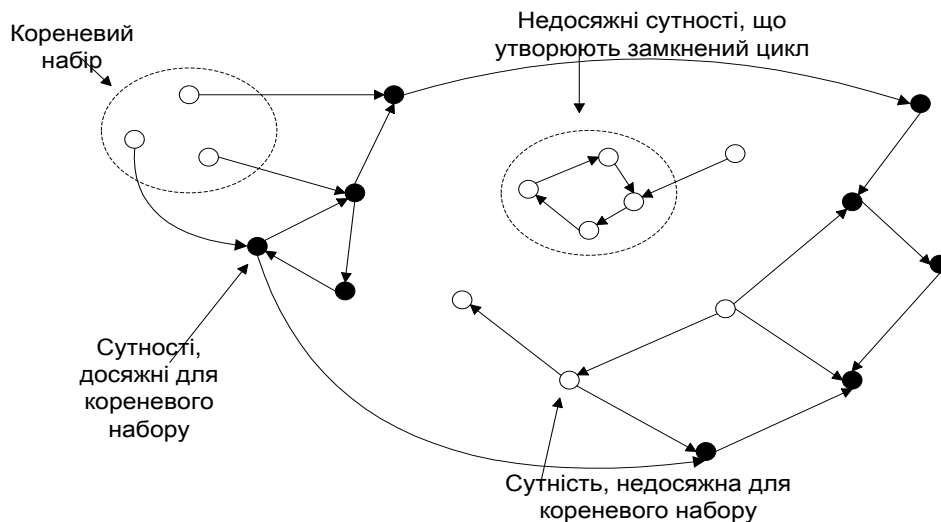 Кореневий
набір
Недосяжні сутності, що
утворюють замкнений цикл
Сутності,
досяжні для
кореневого
набору
Сутність, недосяжна для
кореневого набору